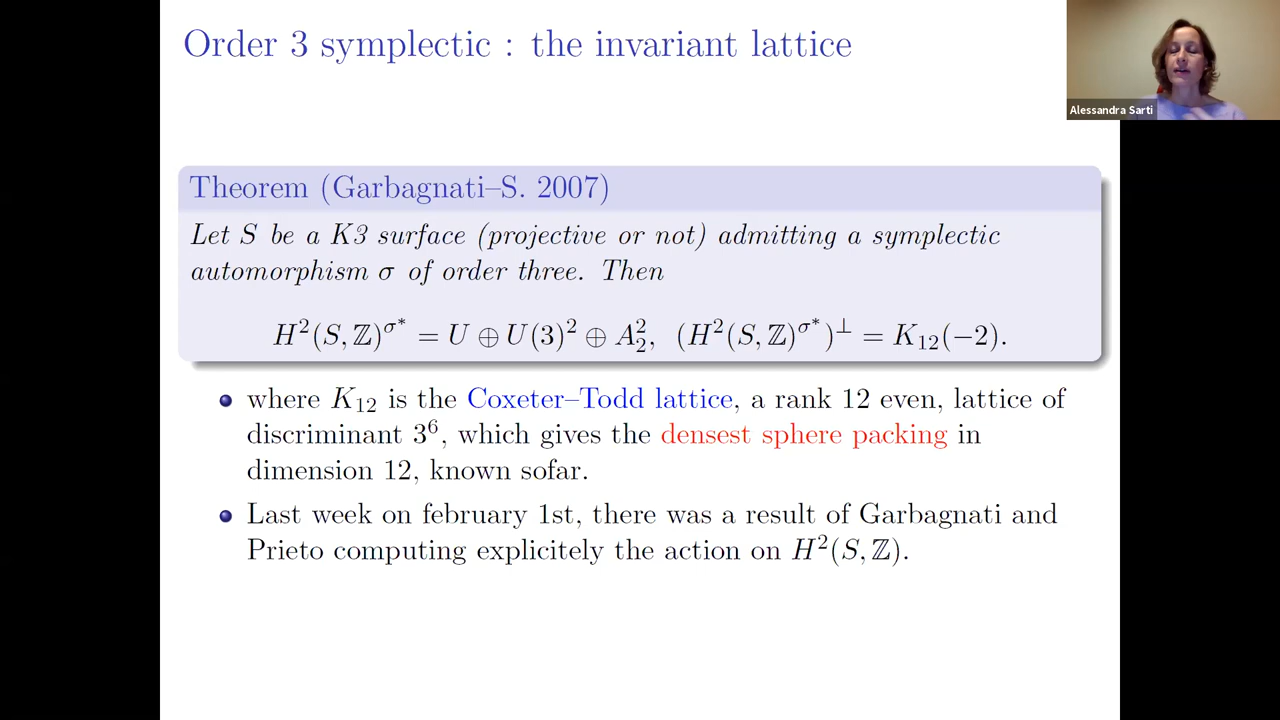 Order 3 symplectic : the invariant lattice
Alessandra Sarti
Theorem (Garbagnati–S. 2007)
Let S be a K3 surface (projective or not) admitting a symplectic
automorphism σ of order three. Then
H²(S, ℤ)^{σ*} = U ⊕ U(3)² ⊕ A₂², (H²(S, ℤ)^{σ*})^⊥ = K₁₂(−2).
where K₁₂ is the Coxeter–Todd lattice, a rank 12 even, lattice of
discriminant 3⁶, which gives the densest sphere packing in
dimension 12, known sofar.
Last week on february 1st, there was a result of Garbagnati and
Prieto computing explicitely the action on H²(S, ℤ).